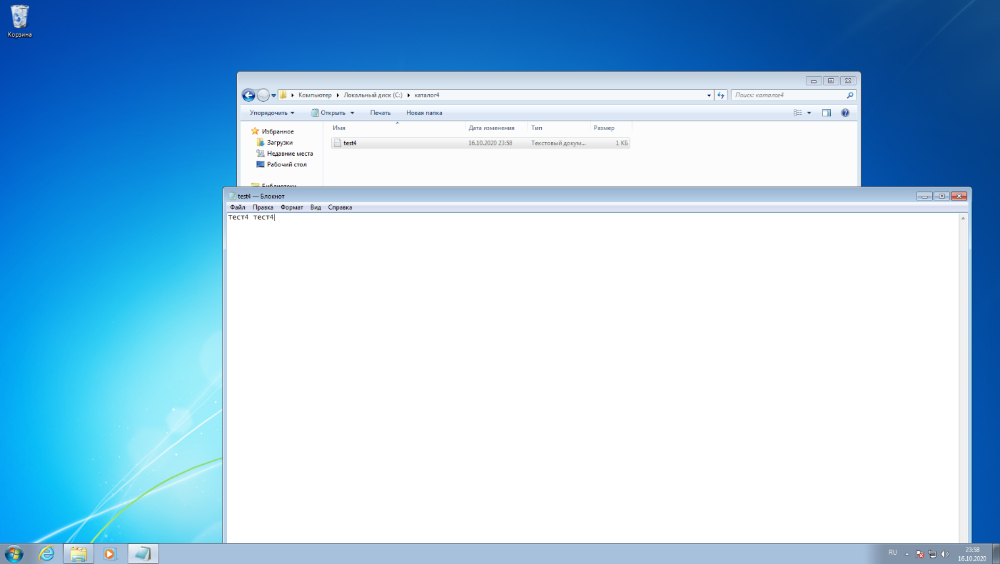 Корзина
Компьютер Локальный диск (C:) каталог4
Поиск: каталог4
Упорядочить Открыть Печать Новая папка
Имя Дата изменения Тип Размер
Избранное
test4 16.10.2020 23:58 Текстовый докум... 1 КБ
Загрузки
Недавние места
Рабочий стол
Библиотеки
test4 — Блокнот
Файл Правка Формат Вид Справка
Тест4 тест4
RU
23:58
16.10.2020